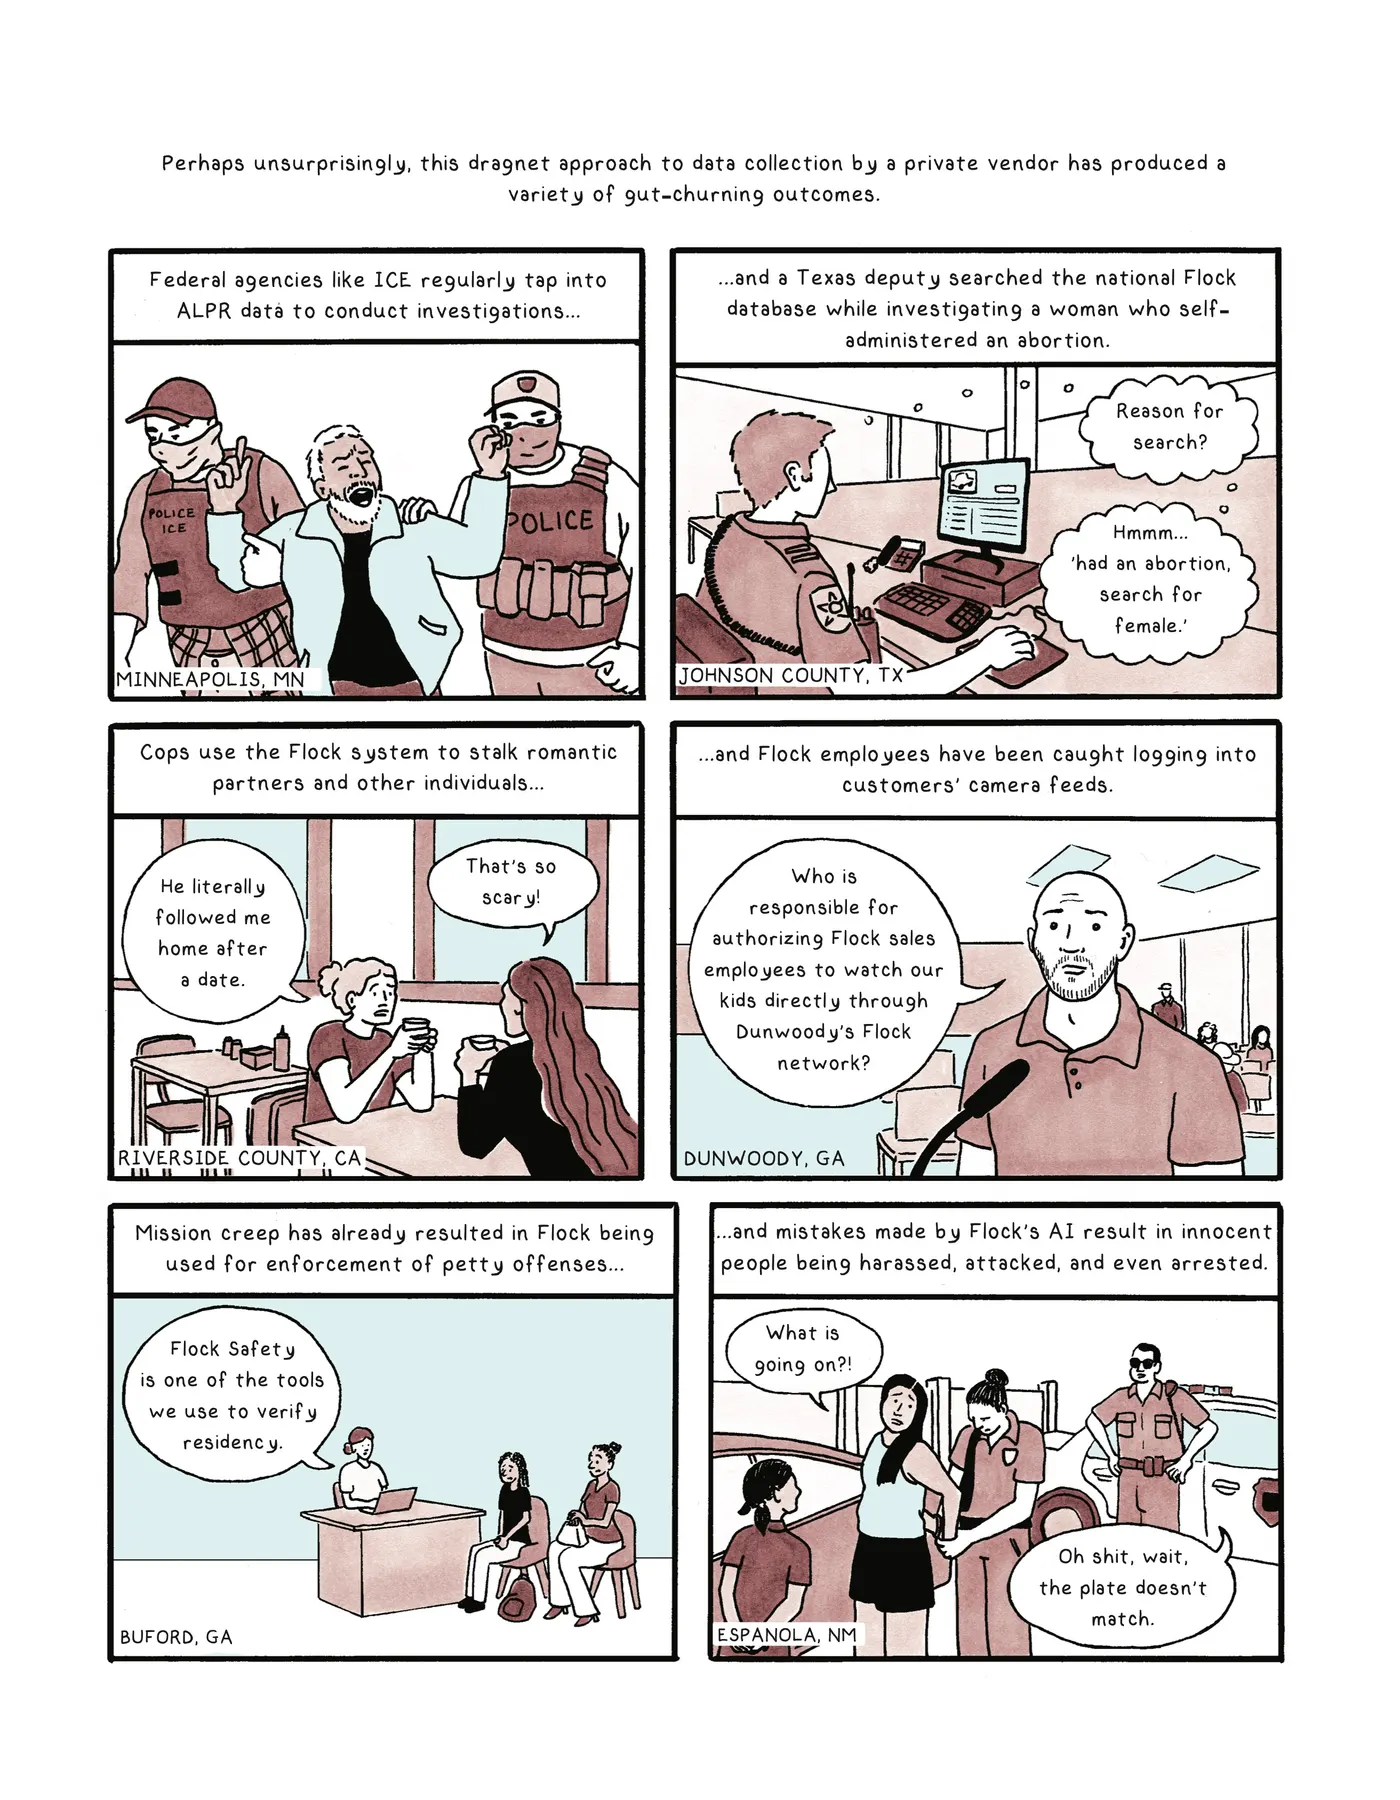 Perhaps unsurprisingly, this dragnet approach to data collection by a private vendor has produced a
variety of gut-churning outcomes.
Federal agencies like ICE regularly tap into
ALPR data to conduct investigations...
POLICE
ICE
POLICE
MINNEAPOLIS, MN
...and a Texas deputy searched the national Flock
database while investigating a woman who self-
administered an abortion.
Reason for
search?
Hmmm...
'had an abortion,
search for
female.'
JOHNSON COUNTY, TX
Cops use the Flock system to stalk romantic
partners and other individuals...
He literally
followed me
home after
a date.
That's so
scary!
RIVERSIDE COUNTY, CA
...and Flock employees have been caught logging into
customers' camera feeds.
Who is
responsible for
authorizing Flock sales
employees to watch our
kids directly through
Dunwoody's Flock
network?
DUNWOODY, GA
Mission creep has already resulted in Flock being
used for enforcement of petty offenses...
Flock Safety
is one of the tools
we use to verify
residency.
BUFORD, GA
...and mistakes made by Flock's AI result in innocent
people being harassed, attacked, and even arrested.
What is
going on?!
Oh shit, wait,
the plate doesn't
match.
ESPANOLA, NM